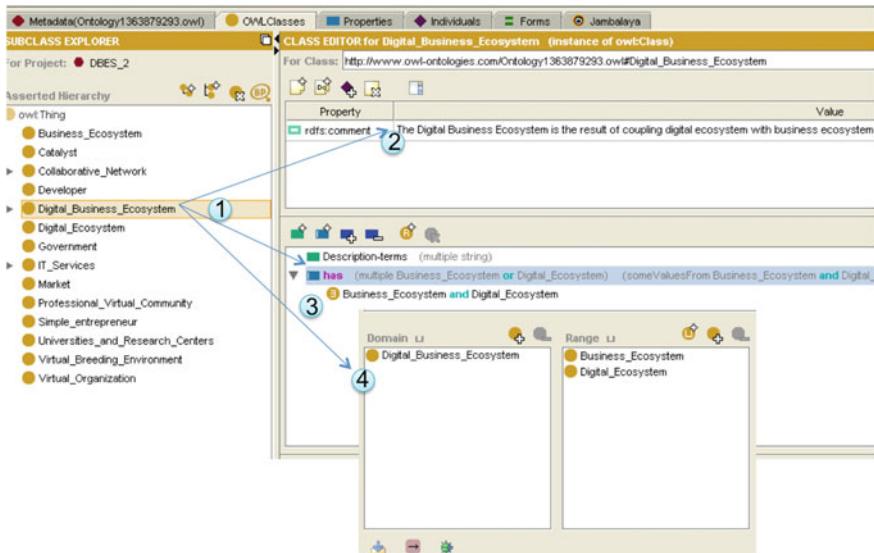 Metadata(Ontology1363879293.owl)
OWLClasses
Properties
Individuals
Forms
Jambalaya
SUBCLASS EXPLORER
For Project: DBES_2
Asserted Hierarchy
owl:Thing
Business_Ecosystem
Catalyst
Collaborative_Network
Developer
Digital_Business_Ecosystem
Digital_Ecosystem
Government
IT_Services
Market
Professional_Virtual_Community
Simple_entrepreneur
Universities_and_Research_Centers
Virtual_Breeding_Environment
Virtual_Organization
1
CLASS EDITOR for Digital_Business_Ecosystem (instance of owl:Class)
For Class: http://www.owl-ontologies.com/Ontology1363879293.owl#Digital_Business_Ecosystem
Property Value
rdfs:comment The Digital Business Ecosystem is the result of coupling digital ecosystem with business ecosystem
2
Description-terms (multiple string)
has (multiple Business_Ecosystem or Digital_Ecosystem) (someValuesFrom Business_Ecosystem and Digital_
3
Business_Ecosystem and Digital_Ecosystem
Domain
Digital_Business_Ecosystem
4
Range
Business_Ecosystem
Digital_Ecosystem